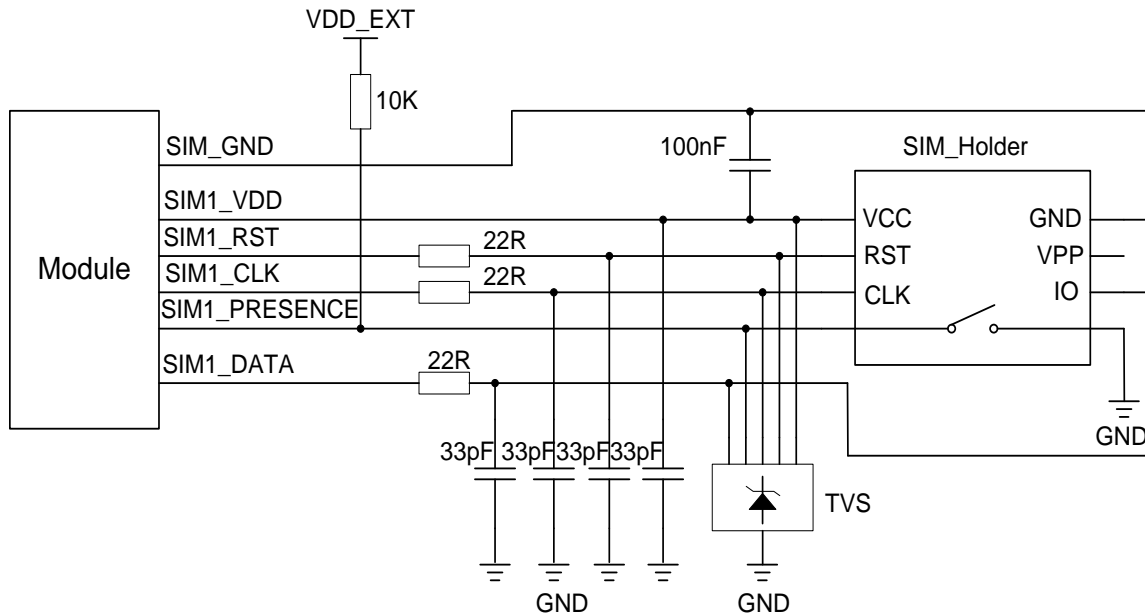 VDD_EXT
10K
SIM_GND
100nF
SIM_Holder
SIM1_VDD
VCC
GND
SIM1_RST
22R
RST
VPP
Module
SIM1_CLK
22R
CLK
IO
SIM1_PRESENCE
SIM1_DATA
22R
GND
33pF 33pF 33pF 33pF
TVS
GND
GND